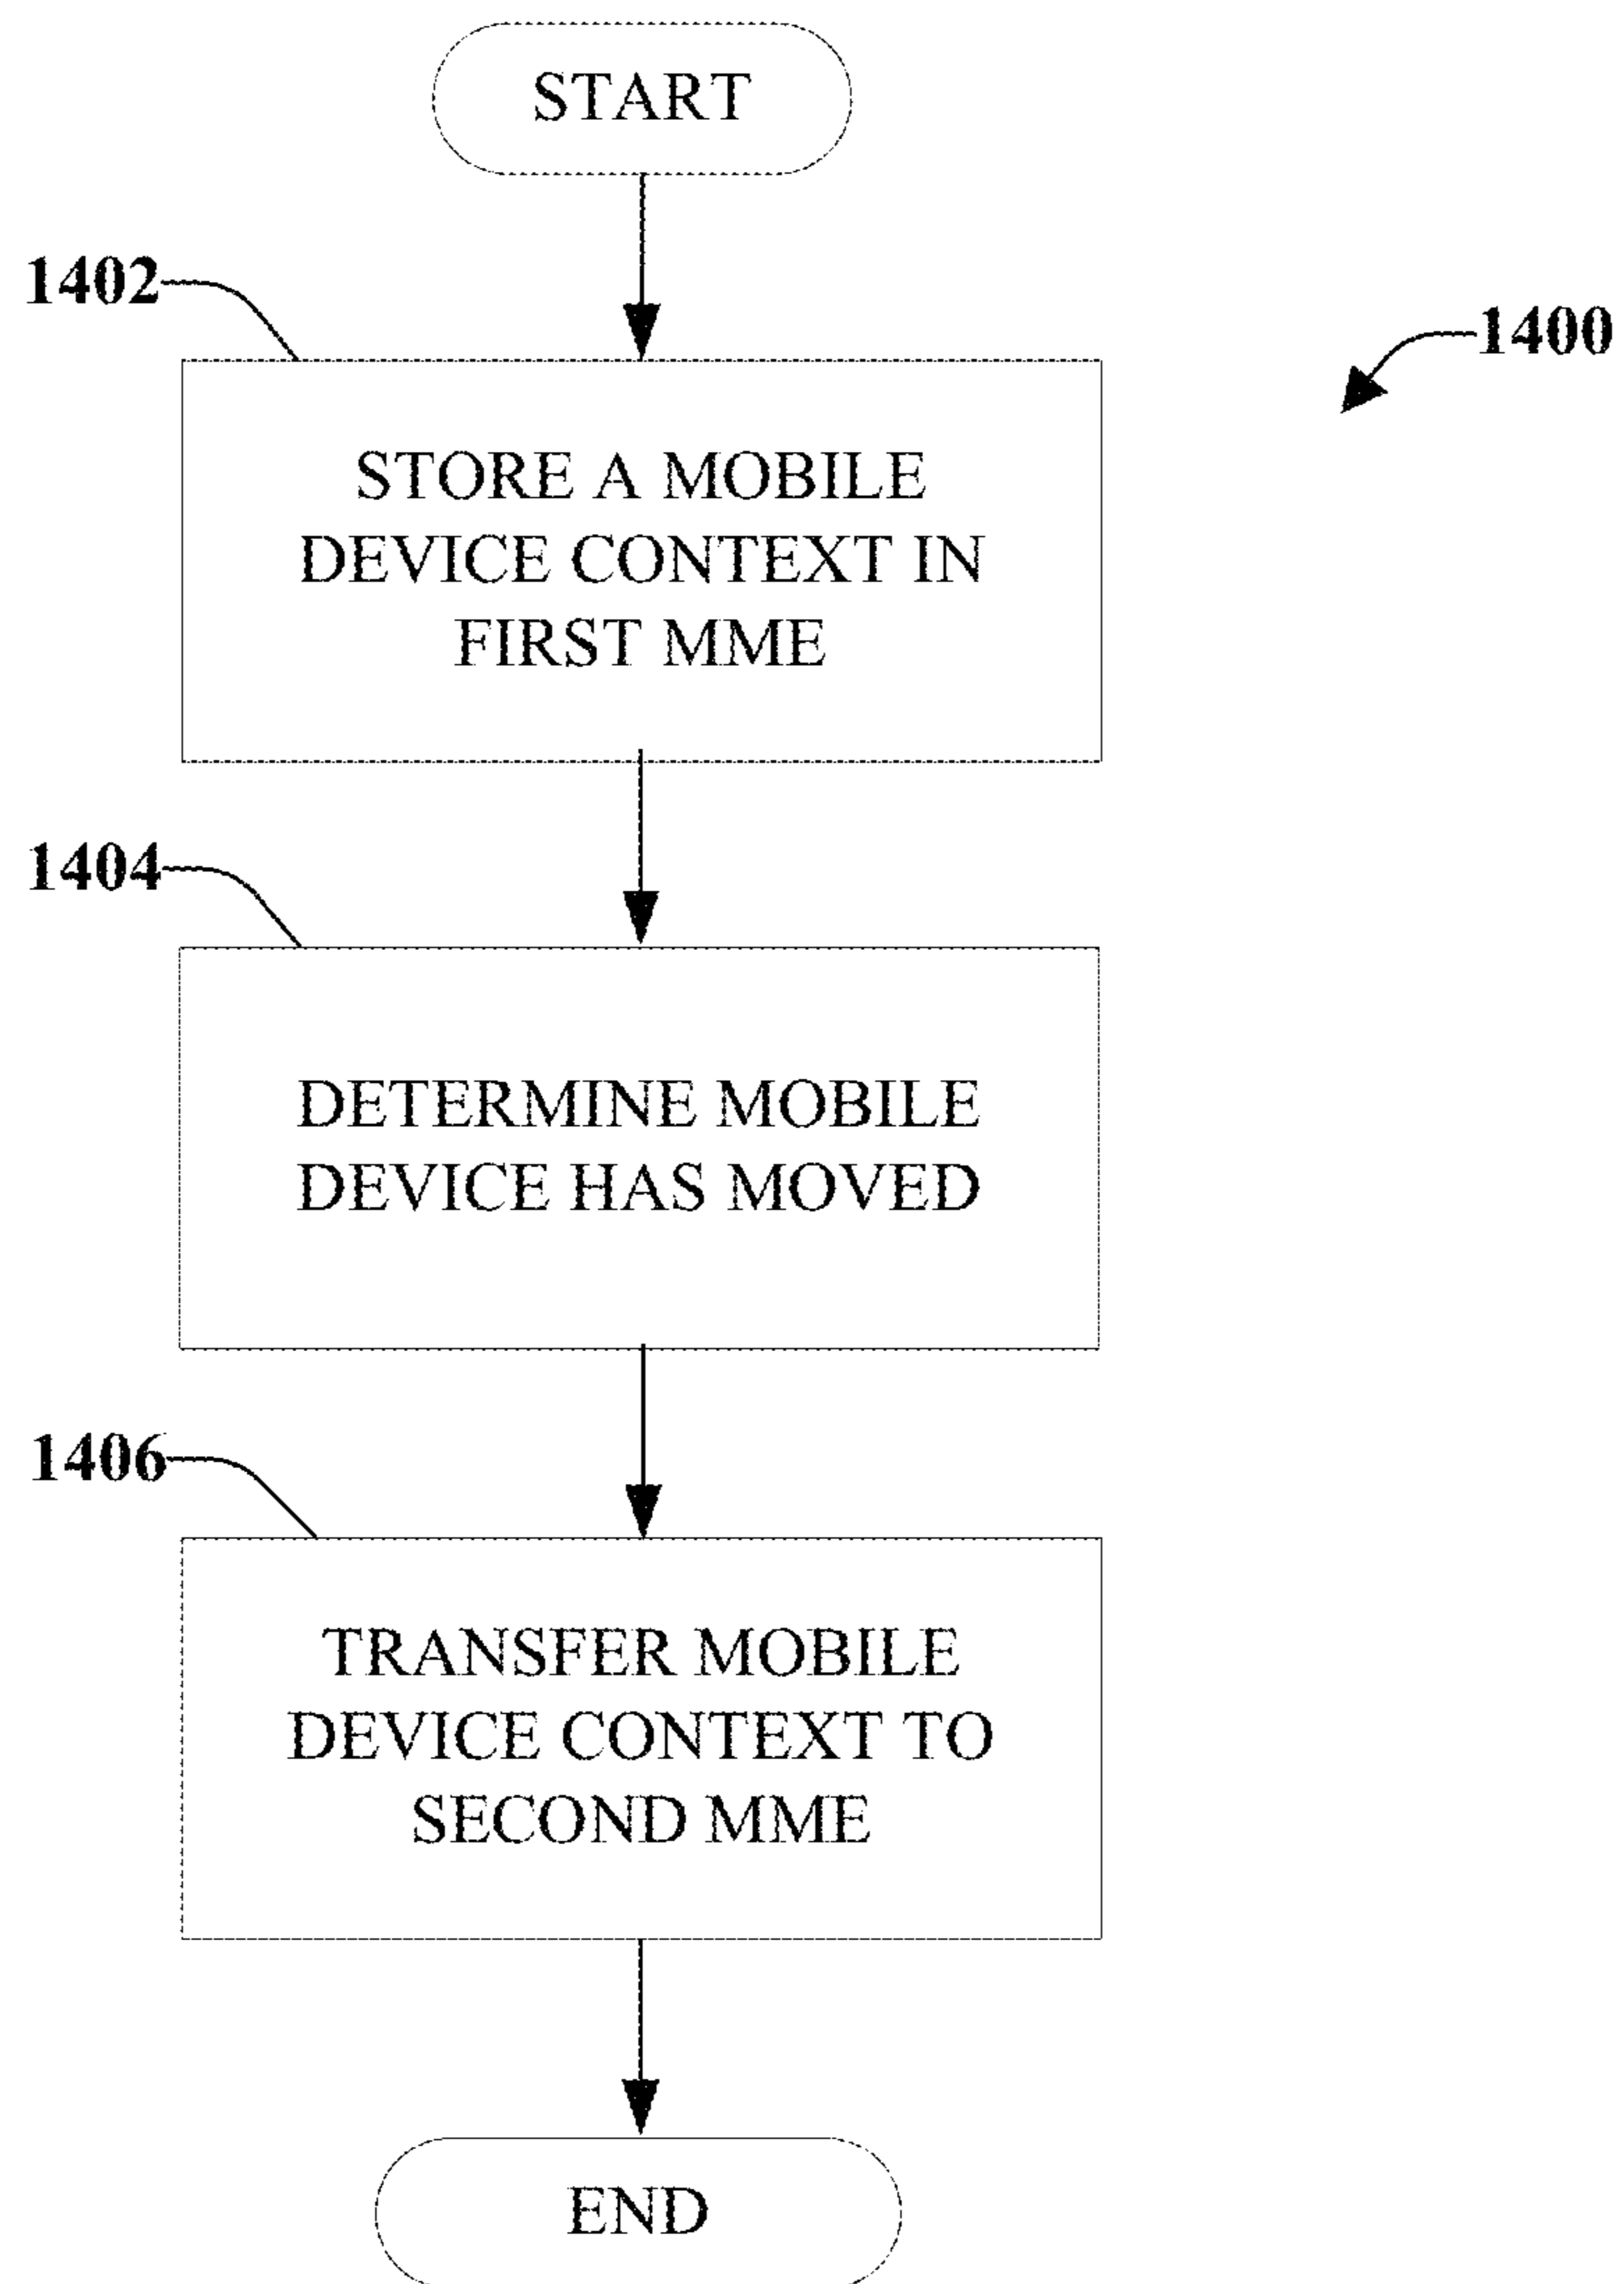 START
1402
1400
STORE A MOBILE
DEVICE CONTEXT IN
FIRST MME
1404
DETERMINE MOBILE
DEVICE HAS MOVED
1406
TRANSFER MOBILE
DEVICE CONTEXT TO
SECOND MME
END